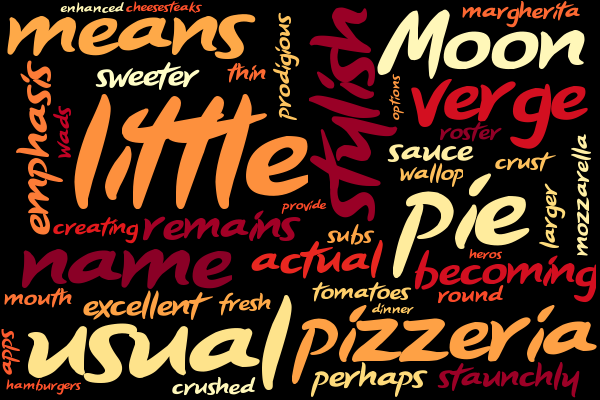 enhanced cheesesteaks
means
margherita
Moon
sweeter
thin
prodigious
stylish
options
verge
emphasis
wads
little
roster
sauce
wallop
crust
provide
pie
larger
mozzarella
creating
remains
subs
name
actual
heros
becoming
mouth
excellent
fresh
tomatoes
round
dinner
usual
pizzeria
apps
hamburgers
crushed
perhaps
staunchly